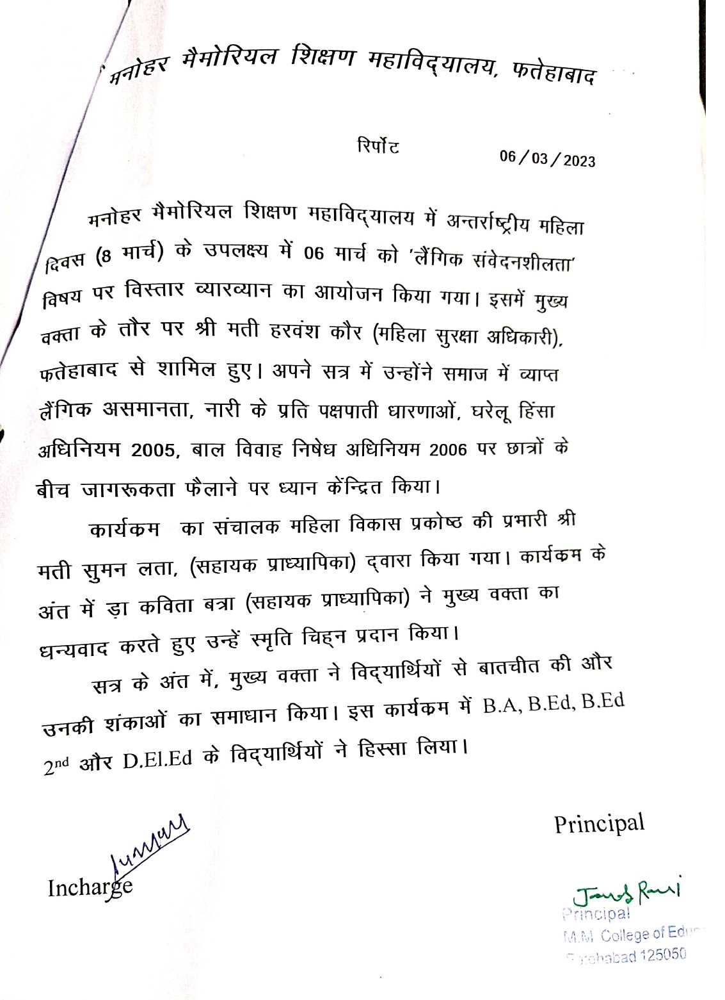 मनोहर मैमोरियल शिक्षण महाविद्यालय, फतेहाबाद
रिर्पोट
06/03/2023
मनोहर मैमोरियल शिक्षण महाविद्यालय में अन्तर्राष्ट्रीय महिला
दिवस (8 मार्च) के उपलक्ष्य में 06 मार्च को 'लैंगिक संवेदनशीलता'
विषय पर विस्तार व्यारव्यान का आयोजन किया गया। इसमें मुख्य
वक्ता के तौर पर श्री मती हरवंश कौर (महिला सुरक्षा अधिकारी),
फतेहाबाद से शामिल हुए। अपने सत्र में उन्होंने समाज में व्याप्त
लैंगिक असमानता, नारी के प्रति पक्षपाती धारणाओं, घरेलू हिंसा
अधिनियम 2005, बाल विवाह निषेध अधिनियम 2006 पर छात्रों के
बीच जागरूकता फैलाने पर ध्यान केंन्द्रित किया।
कार्यकम का संचालक महिला विकास प्रकोष्ठ की प्रभारी श्री
मती सुमन लता, (सहायक प्राध्यापिका) द्वारा किया गया। कार्यकम के
अंत में ड़ा कविता बत्रा (सहायक प्राध्यापिका) ने मुख्य वक्ता का
धन्यवाद करते हुए उन्हें स्मृति चिह्न प्रदान किया।
सत्र के अंत में, मुख्य वक्ता ने विद्यार्थियों से बातचीत की और
उनकी शंकाओं का समाधान किया। इस कार्यकम में B.A, B.Ed, B.Ed
2nd और D.El.Ed के विद्यार्थियों ने हिस्सा लिया।
Principal
Incharge
Principal
M.M. College of Edu
Fatehabad 125050